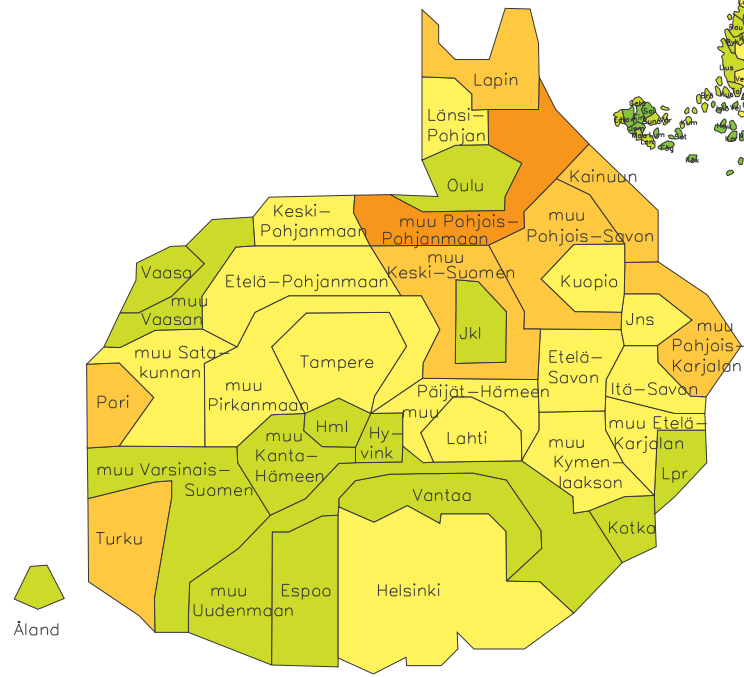 Lapin
Länsi-
Pohjan
Kainuun
Oulu
Keski-
Pohjanmaan
muu Pohjois-
Pohjanmaan
muu
Pohjois-Savon
muu
Keski-Suomen
Vaasa
Etelä-Pohjanmaan
Kuopio
muu
Vaasan
Jns
Jkl
muu
Pohjois-
Karjalan
muu Sata-
kunnan
Tampere
Etelä-
Savon
Itä-Savon
muu
Pirkanmaan
Päijät-Hämeen
muu
Pori
Hml
Hy-
vink
Lahti
muu Etelä-
Karjalan
muu
Kanta-
Hämeen
muu
Kymen-
laakson
Lpr
muu Varsinais-
Suomen
Vantaa
Turku
Kotka
muu
Uudenmaan
Espoo
Helsinki
Åland